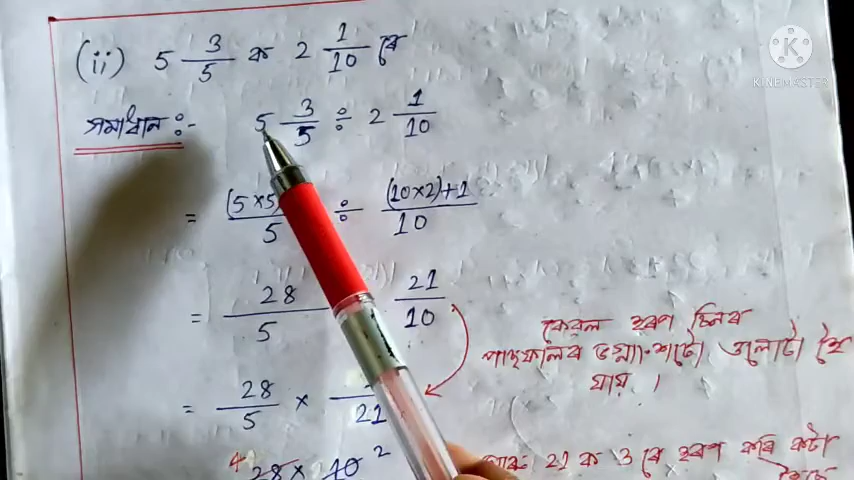 (ii) 5 3/5 ক 2 1/10 ৰে
KINEMASTER
সমাধান :- 5 3/5 ÷ 2 1/10
= (5×5)/5 ÷ (10×2)+1/10
= 28/5 21/10
কেৱল হৰণ চিনৰ
পাছফালৰ ভগ্নাংশটো ওলোটা হৈ
যায় ।
= 28/5 × /21
4 28 × 10 2
21 ক 3 ৰে হৰণ কৰি কটা
হৈছে